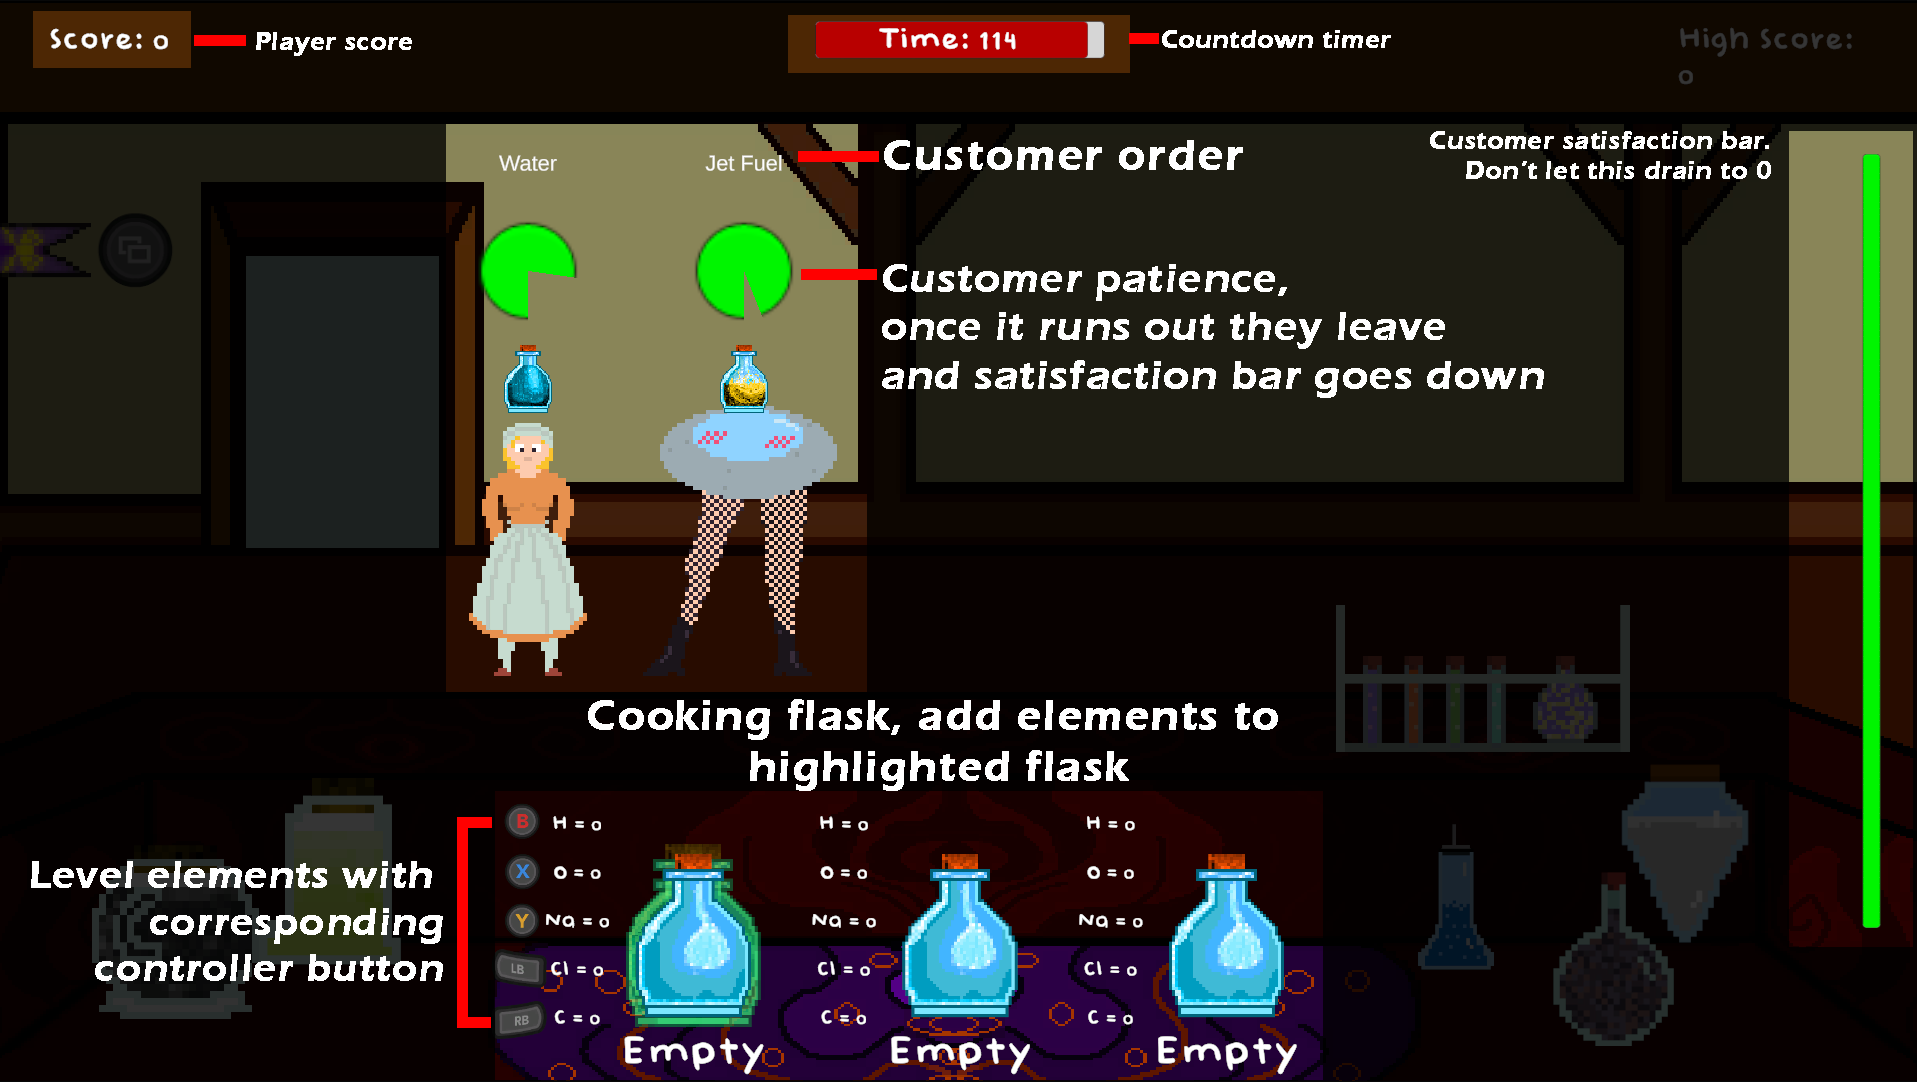 Score: 0
Player score
Time: 114
Countdown timer
High Score:
0
Water
Jet Fuel
Customer order
Customer satisfaction bar.
Don't let this drain to 0
Customer patience,
once it runs out they leave
and satisfaction bar goes down
Cooking flask, add elements to
highlighted flask
Level elements with
corresponding
controller button
B H = 0
X O = 0
Y Na = 0
LB Cl = 0
RB C = 0
Empty
H = 0
O = 0
Na = 0
Cl = 0
C = 0
Empty
H = 0
O = 0
Na = 0
Cl = 0
C = 0
Empty